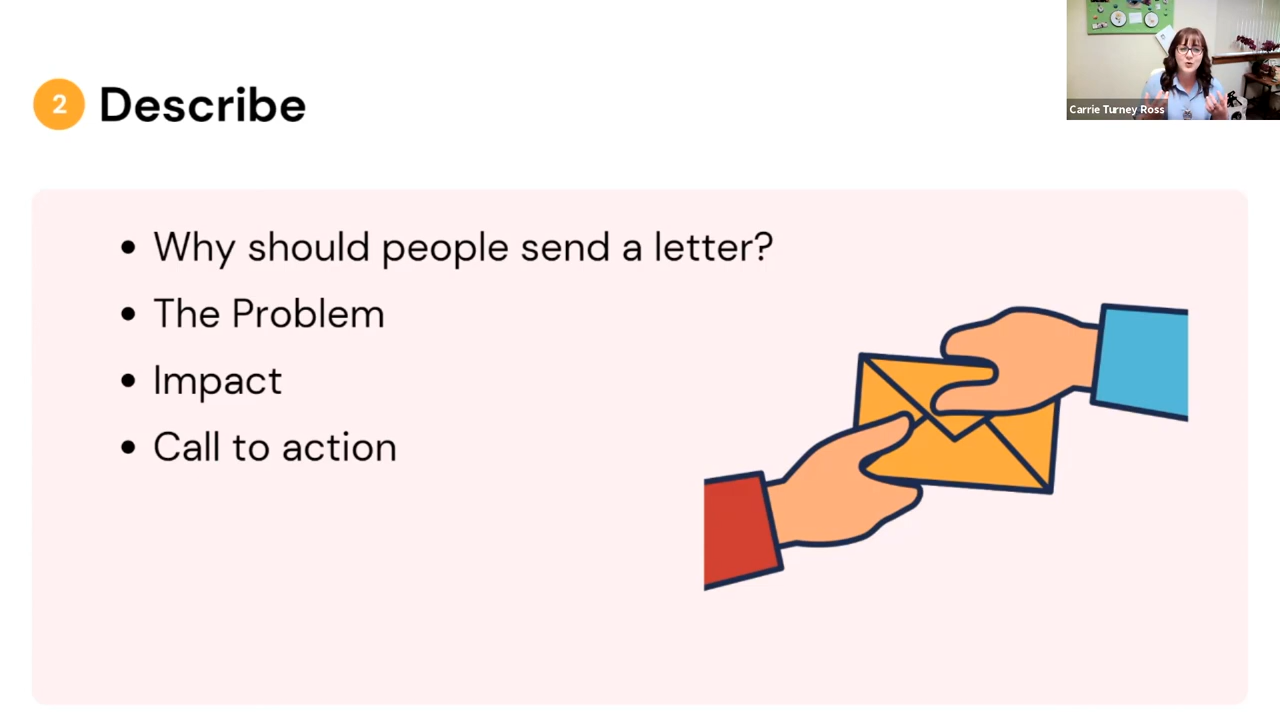 2 Describe
Carrie Turney Ross
Why should people send a letter?
The Problem
Impact
Call to action